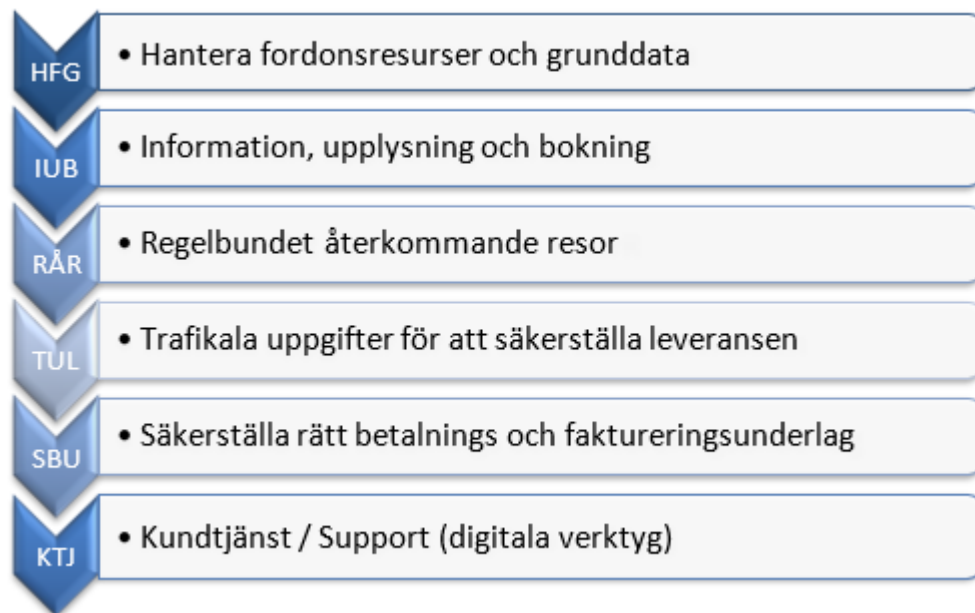 HFG • Hantera fordonsresurser och grunddata
IUB • Information, upplysning och bokning
RÅR • Regelbundet återkommande resor
TUL • Trafikala uppgifter för att säkerställa leveransen
SBU • Säkerställa rätt betalnings och faktureringsunderlag
KTJ • Kundtjänst / Support (digitala verktyg)